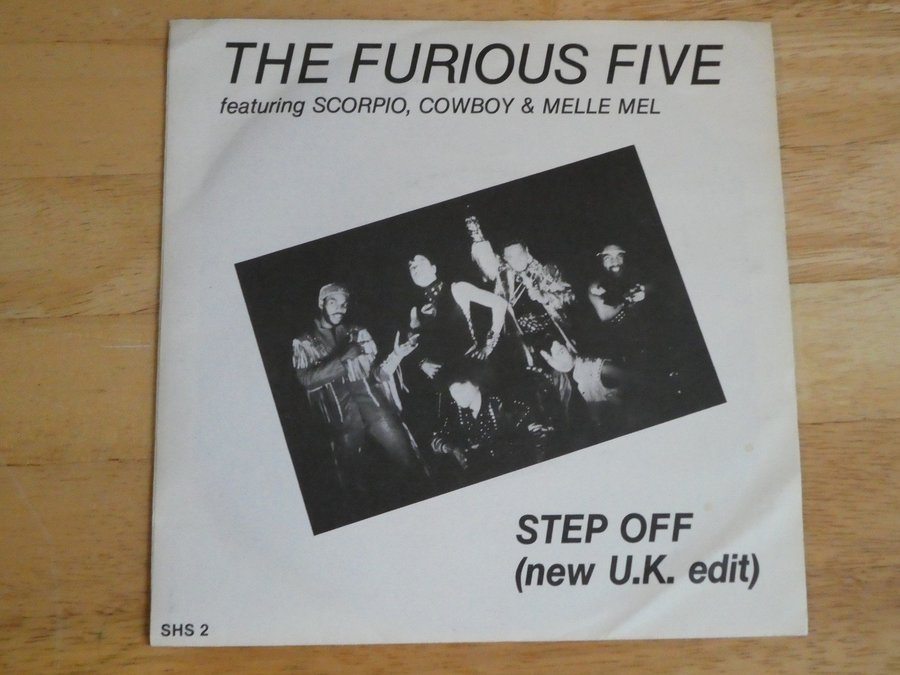 THE FURIOUS FIVE
featuring SCORPIO, COWBOY & MELLE MEL
STEP OFF
(new U.K. edit)
SHS 2